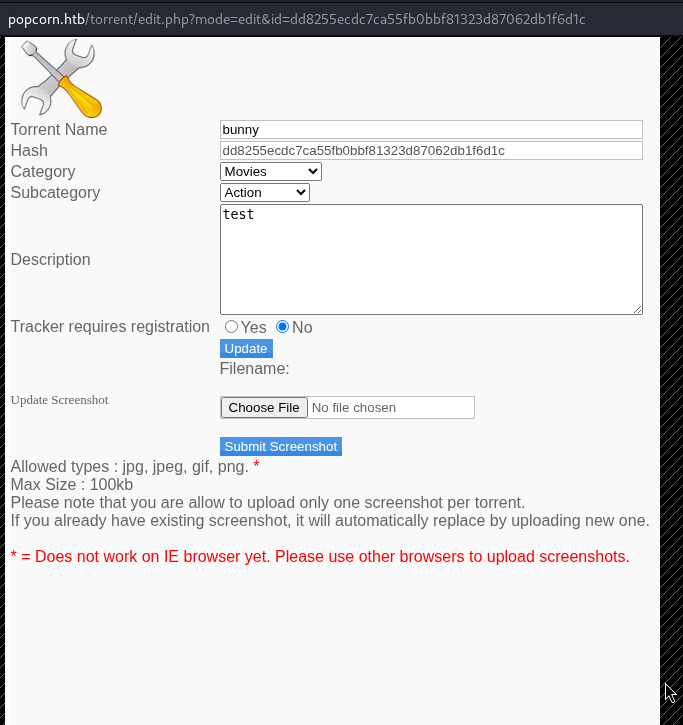 popcorn.htb/torrent/edit.php?mode=edit&id=dd8255ecdc7ca55fb0bbf81323d87062db1f6d1c
Torrent Name bunny
Hash dd8255ecdc7ca55fb0bbf81323d87062db1f6d1c
Category Movies
Subcategory Action
Description test
Tracker requires registration Yes No
Update
Filename:
Update Screenshot Choose File No file chosen
Submit Screenshot
Allowed types : jpg, jpeg, gif, png. *
Max Size : 100kb
Please note that you are allow to upload only one screenshot per torrent.
If you already have existing screenshot, it will automatically replace by uploading new one.
* = Does not work on IE browser yet. Please use other browsers to upload screenshots.